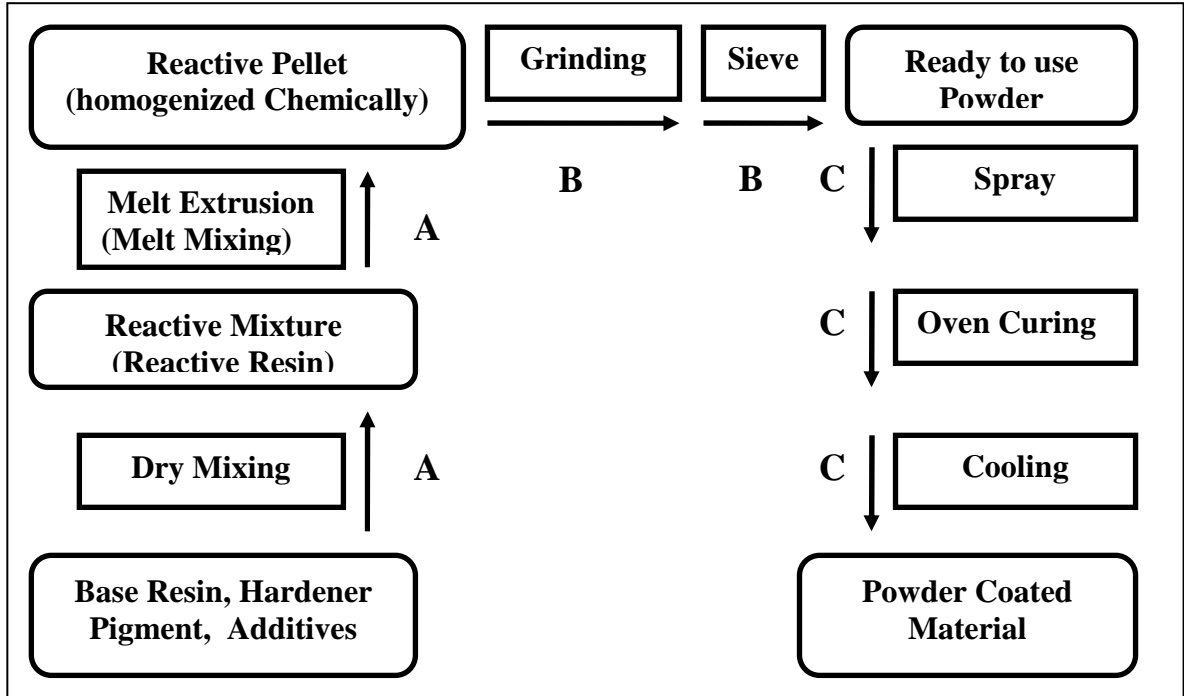 Reactive Pellet
(homogenized Chemically)
Grinding
Sieve
Ready to use
Powder
B
B
Melt Extrusion
(Melt Mixing)
A
C
Spray
Reactive Mixture
(Reactive Resin)
C
Oven Curing
Dry Mixing
A
C
Cooling
Base Resin, Hardener
Pigment, Additives
Powder Coated
Material